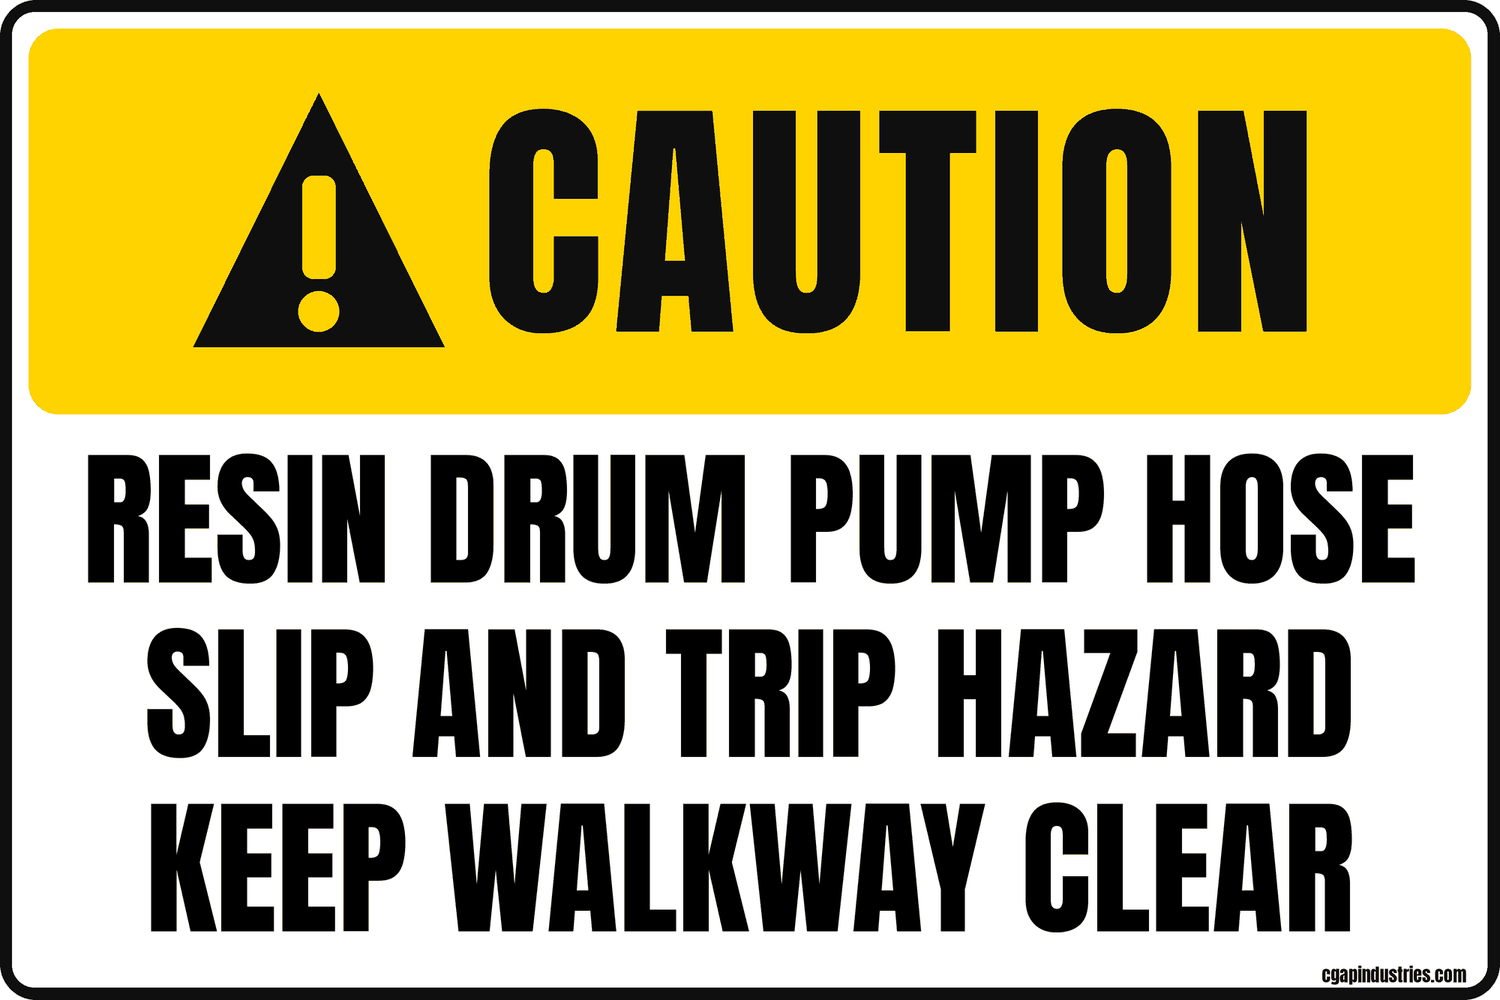 CAUTION
RESIN DRUM PUMP HOSE
SLIP AND TRIP HAZARD
KEEP WALKWAY CLEAR
cgapindustries.com